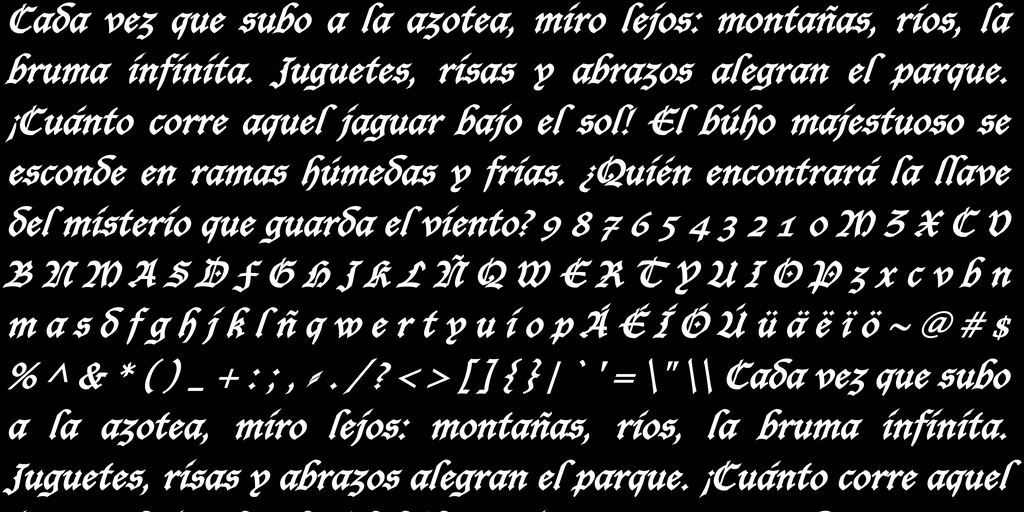 Cada vez que subo a la azotea, miro lejos: montañas, ríos, la
bruma infinita. Juguetes, risas y abrazos alegran el parque.
¡Cuánto corre aquel jaguar bajo el sol! El búho majestuoso se
esconde en ramas húmedas y frías. ¿Quién encontrará la llave
del misterio que guarda el viento? 9 8 7 6 5 4 3 2 1 0 M Z X C V
B N M A S D F G H J K L Ñ Q W E R T Y U I O P z x c v b n
m a s d f g h j k l ñ q w e r t y u i o p Á É Í Ó Ú ü ä ë ï ö ~ @ # $
% ^ & * ( ) _ + : ; , - . / ? < > [ ] { } | ` ' = \ " \ \ Cada vez que subo
a la azotea, miro lejos: montañas, ríos, la bruma infinita.
Juguetes, risas y abrazos alegran el parque. ¡Cuánto corre aquel